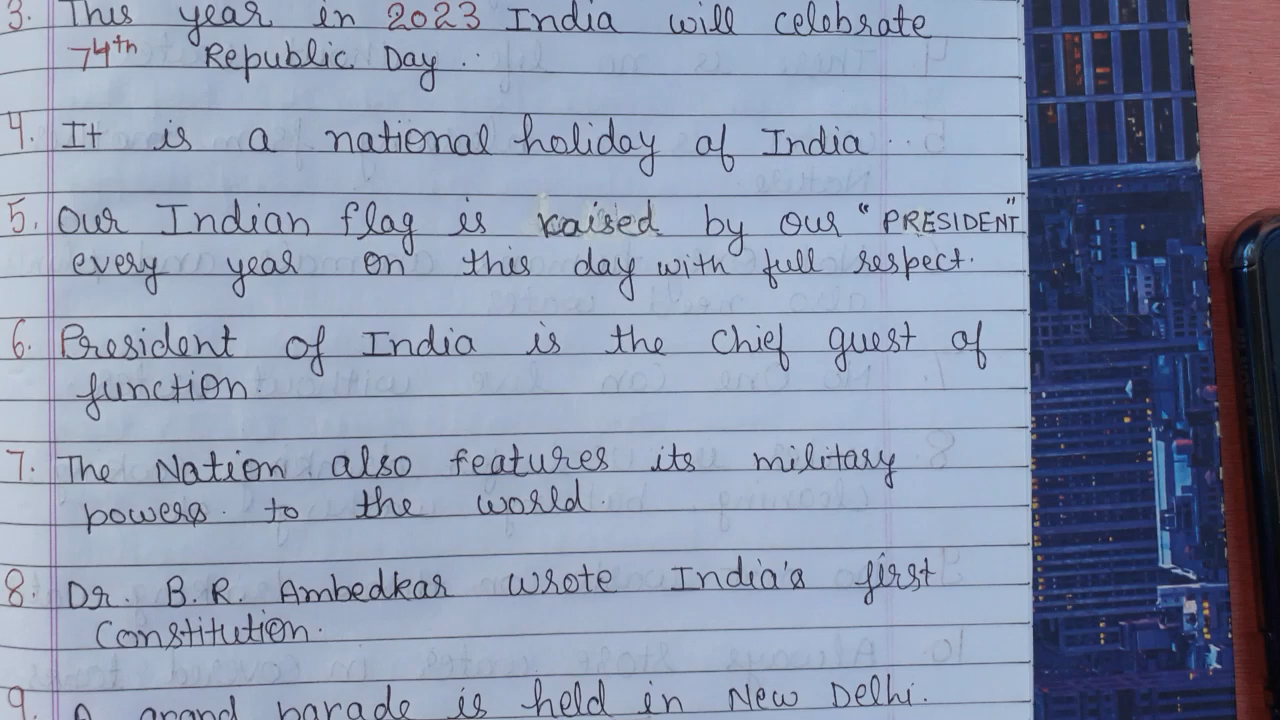 3. This year in 2023 India will celebrate
74th Republic Day.
4. It is a national holiday of India.
5. Our Indian flag is raised by our "PRESIDENT"
every year on this day with full respect.
6. President of India is the chief guest of
function.
7. The Nation also features its military
powers to the world.
8. Dr. B.R. Ambedkar wrote India's first
Constitution.
9. A grand parade is held in New Delhi.